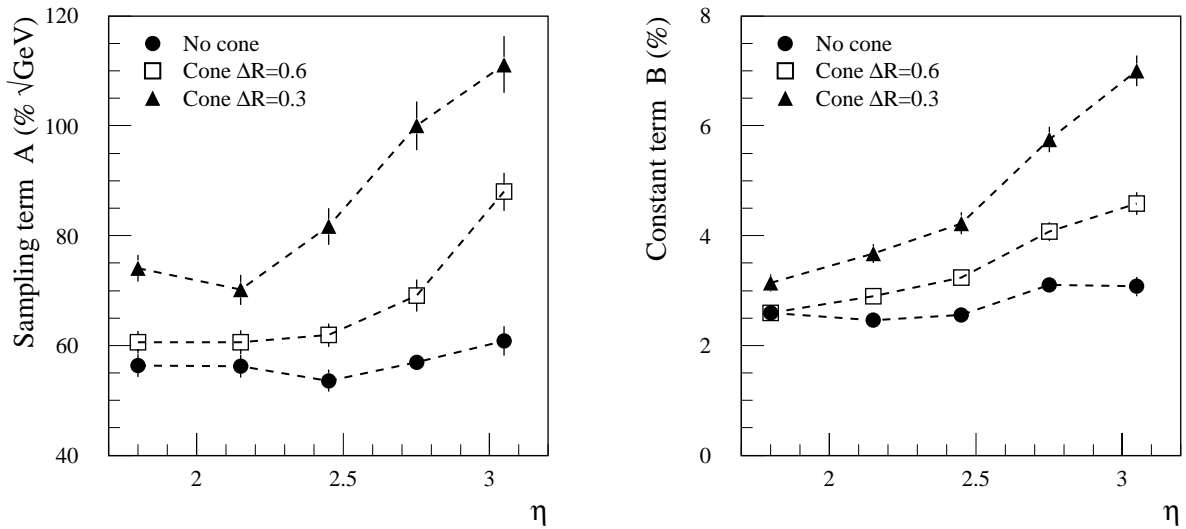 Sampling term A (% √GeV)
120
100
80
60
40
No cone
Cone ΔR=0.6
Cone ΔR=0.3
2
2.5
3
η
Constant term B (%)
8
6
4
2
0
No cone
Cone ΔR=0.6
Cone ΔR=0.3
2
2.5
3
η